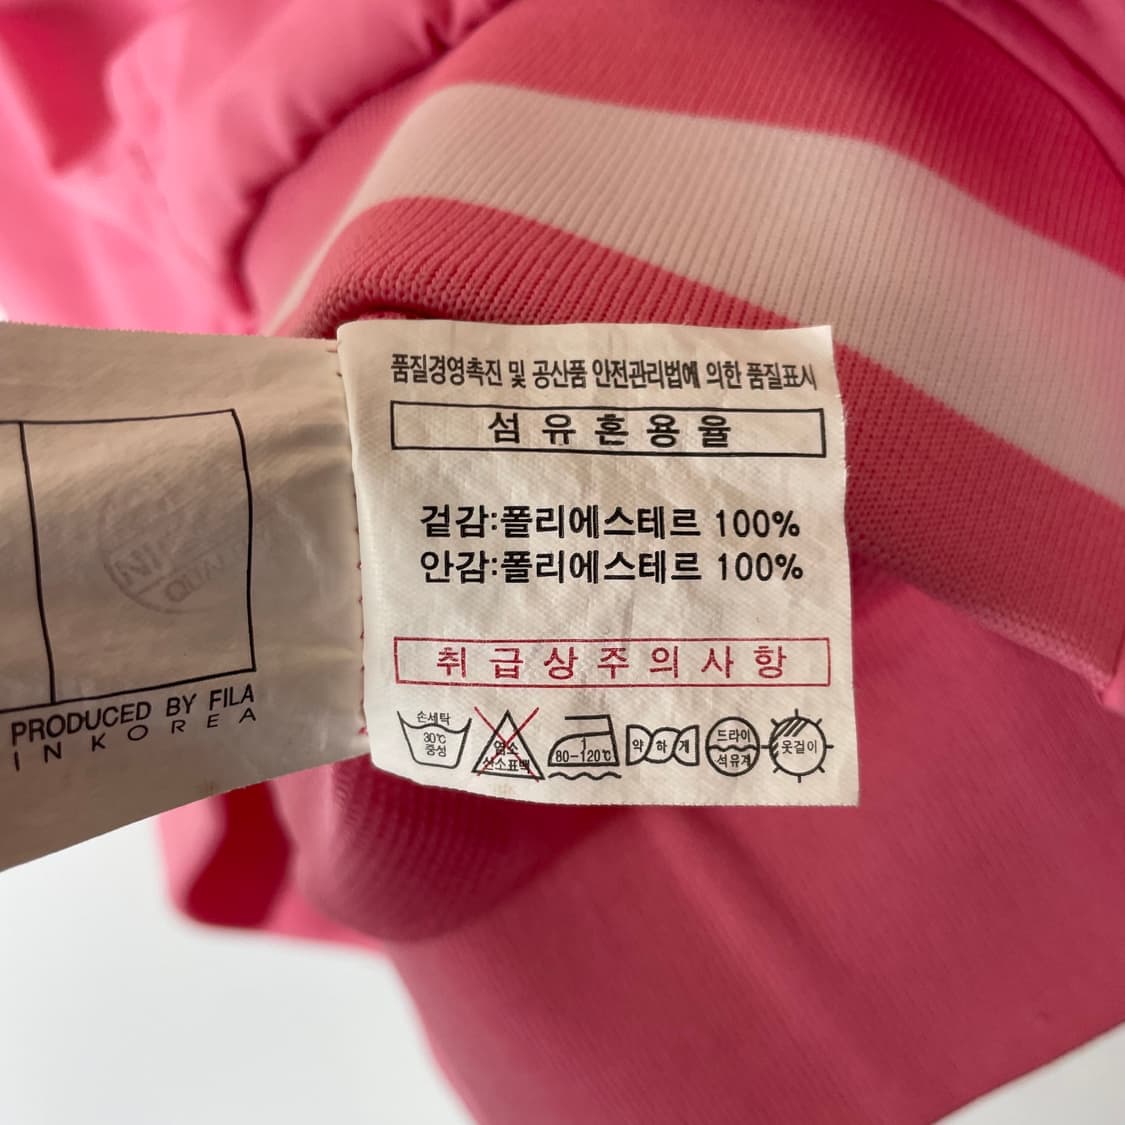 품질경영촉진 및 공산품 안전관리법에 의한 품질표시
섬유혼용율
겉감:폴리에스테르 100%
안감:폴리에스테르 100%
취급상주의사항
손세탁
30℃
중성
염소
산소표백
1
80-120℃
약하게
드라이
석유계
옷걸이
PRODUCED BY FILA
IN KOREA